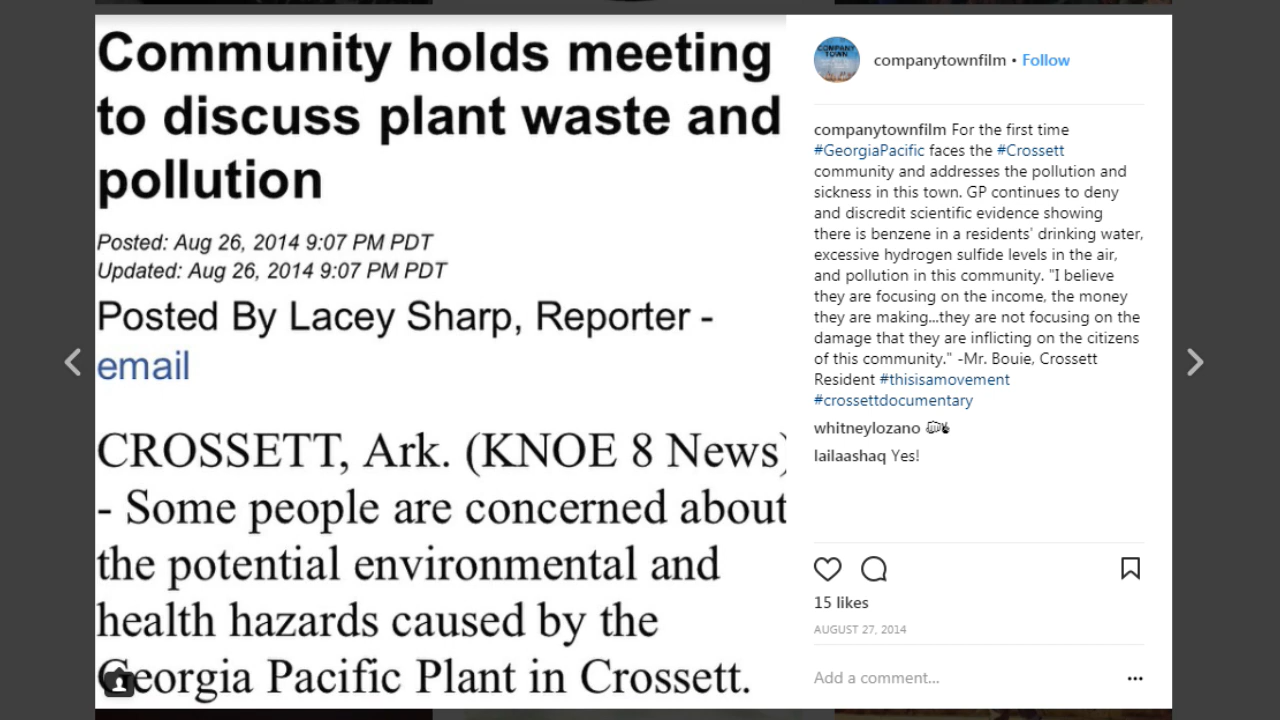 Community holds meeting
to discuss plant waste and
pollution
Posted: Aug 26, 2014 9:07 PM PDT
Updated: Aug 26, 2014 9:07 PM PDT
Posted By Lacey Sharp, Reporter -
email
CROSSETT, Ark. (KNOE 8 News)
- Some people are concerned about
the potential environmental and
health hazards caused by the
Georgia Pacific Plant in Crossett.
COMPANY
TOWN
companytownfilm • Follow
companytownfilm For the first time
#GeorgiaPacific faces the #Crossett
community and addresses the pollution and
sickness in this town. GP continues to deny
and discredit scientific evidence showing
there is benzene in a residents' drinking water,
excessive hydrogen sulfide levels in the air,
and pollution in this community. "I believe
they are focusing on the income, the money
they are making...they are not focusing on the
damage that they are inflicting on the citizens
of this community." -Mr. Bouie, Crossett
Resident #thisisamovement
#crossettdocumentary
whitneylozano
lailaashaq Yes!
15 likes
AUGUST 27, 2014
Add a comment...